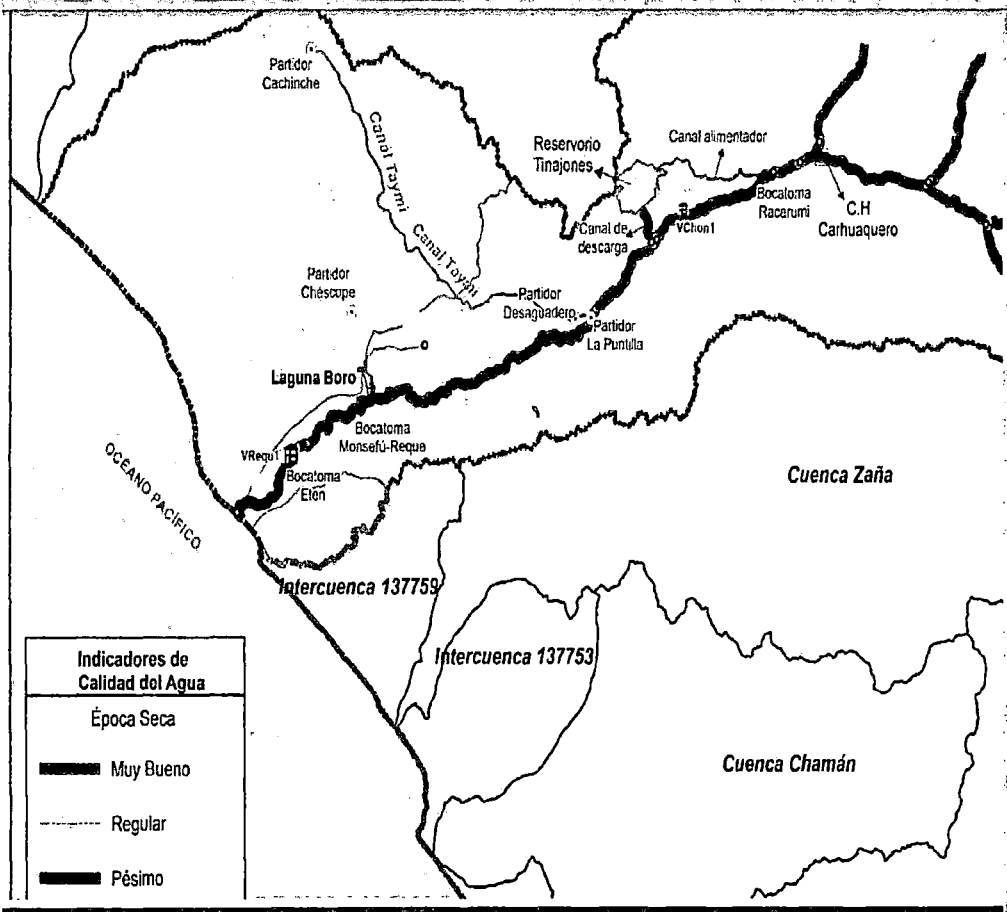 Partidor
Cachinche
Canal Taymi
Canal Taymi
Reservorio
Tinajones
Canal alimentador
Bocatoma
Racarumi
C.H
Carhuaquero
VChon1
Canal de
descarga
Partidor
Chéscope
Partidor
Desaguadero
Partidor
La Puntilla
Laguna Boro
Bocatoma
Monsefú-Reque
VRequ1
Bocatoma
Eten
OCÉANO PACÍFICO
Cuenca Zaña
Intercuenca 137759
Intercuenca 137753
Cuenca Chamán
Indicadores de
Calidad del Agua
Época Seca
Muy Bueno
Regular
Pésimo